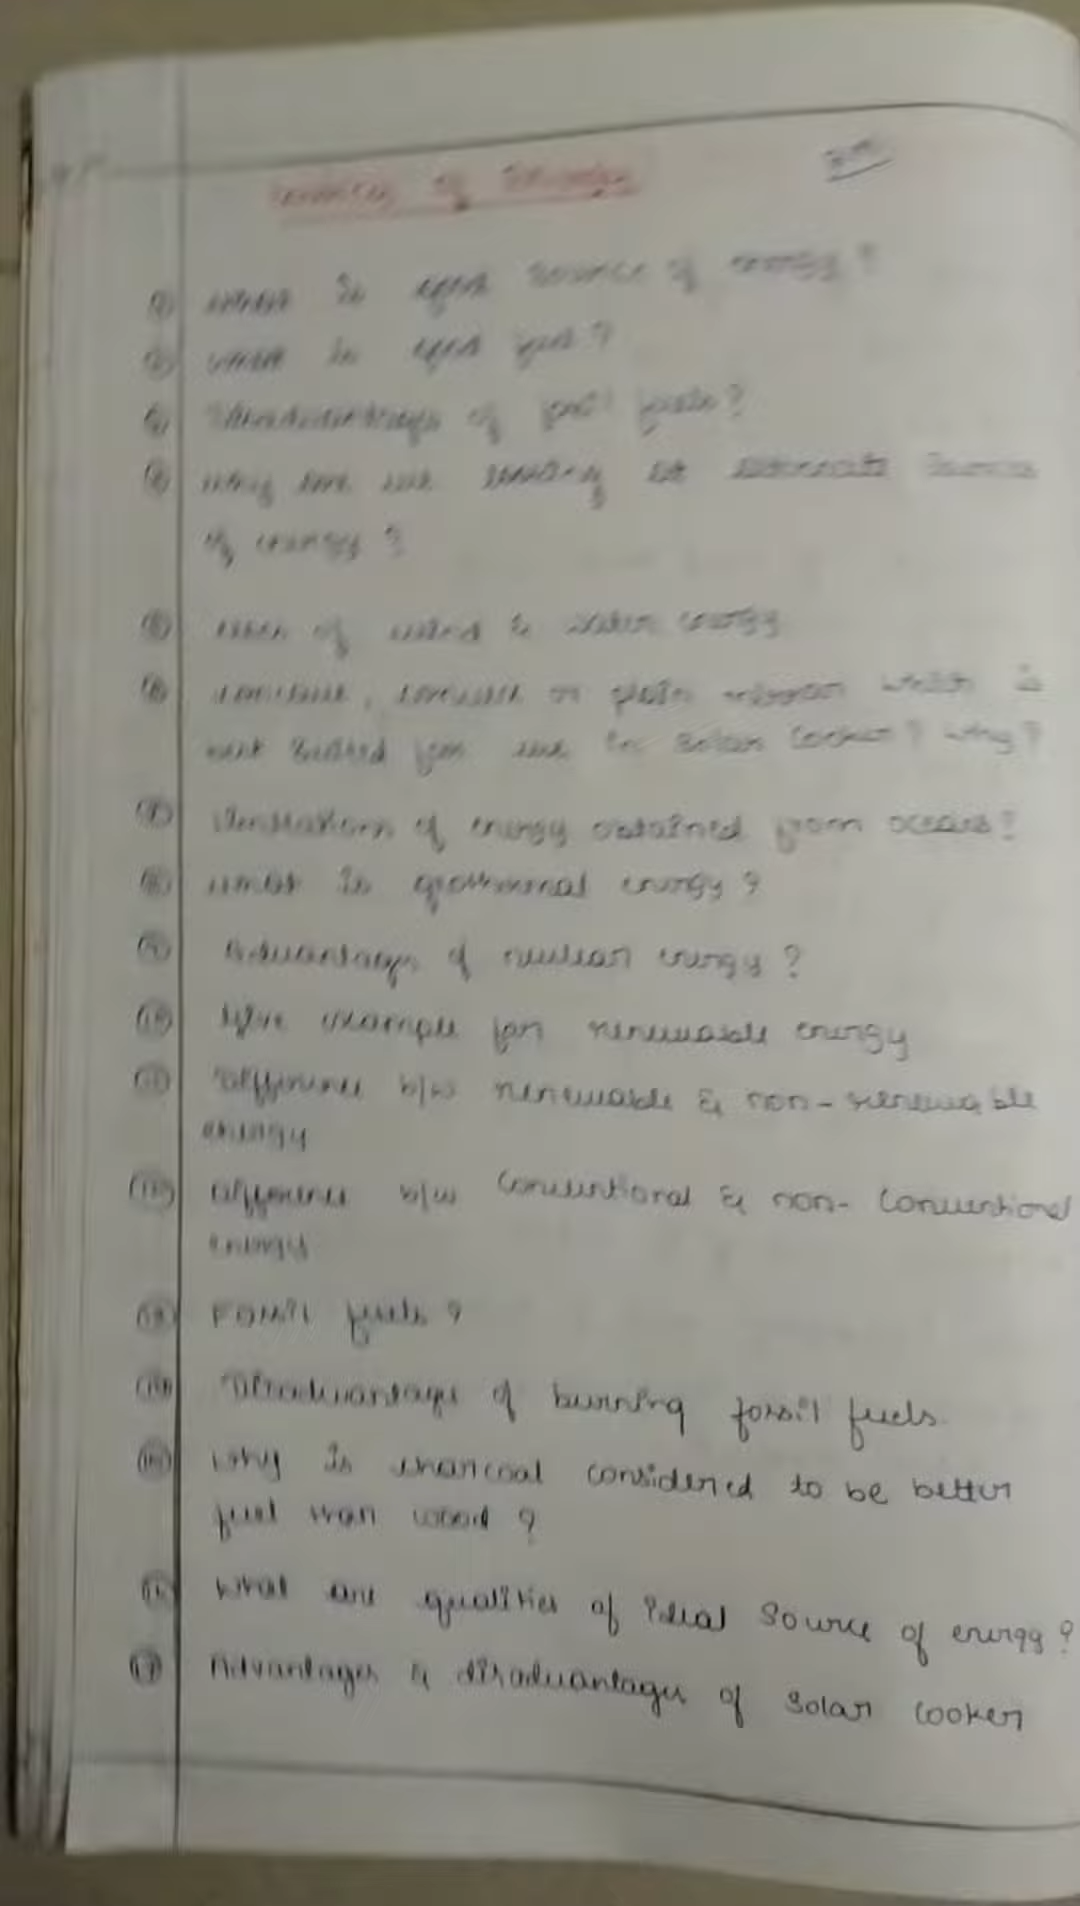 Sources of Energy
① What is good source of energy?
② What is good fuel?
③ Disadvantages of fossil fuels?
④ Why are we looking at alternate sources
of energy?
⑤ uses of wind & water energy
⑥ concave, convex or plain mirror which is
best suited for use in solar cooker? Why?
⑦ limitations of energy obtained from oceans?
⑧ What is geothermal energy?
⑨ Advantages of nuclear energy?
⑩ Give example for renewable energy
⑪ Difference b/w renewable & non-renewable
energy
⑫ difference b/w conventional & non-conventional
energy
⑬ Fossil fuels?
⑭ Disadvantages of burning fossil fuels
⑮ Why is charcoal considered to be better
fuel than wood?
⑯ What are qualities of Ideal Source of energy?
⑰ Advantages & disadvantages of solar cooker